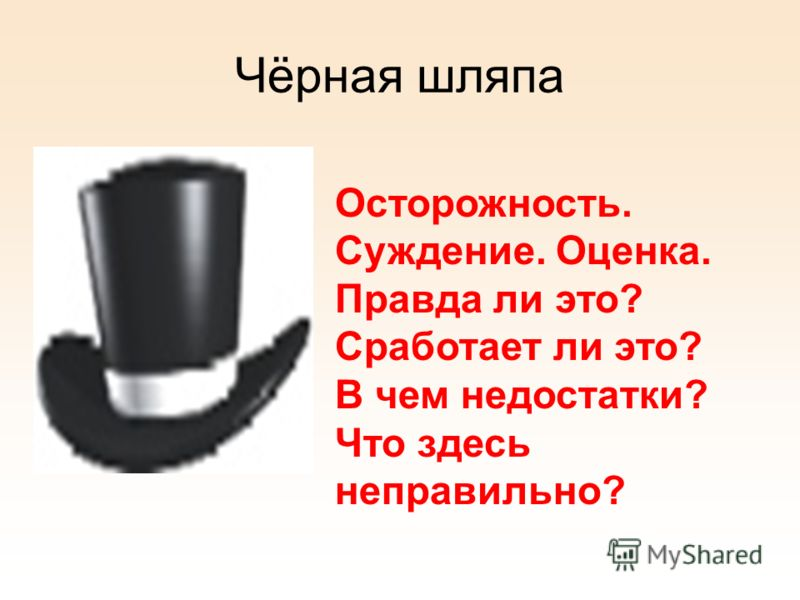 Чёрная шляпа
Осторожность.
Суждение. Оценка.
Правда ли это?
Сработает ли это?
В чем недостатки?
Что здесь
неправильно?
MyShared